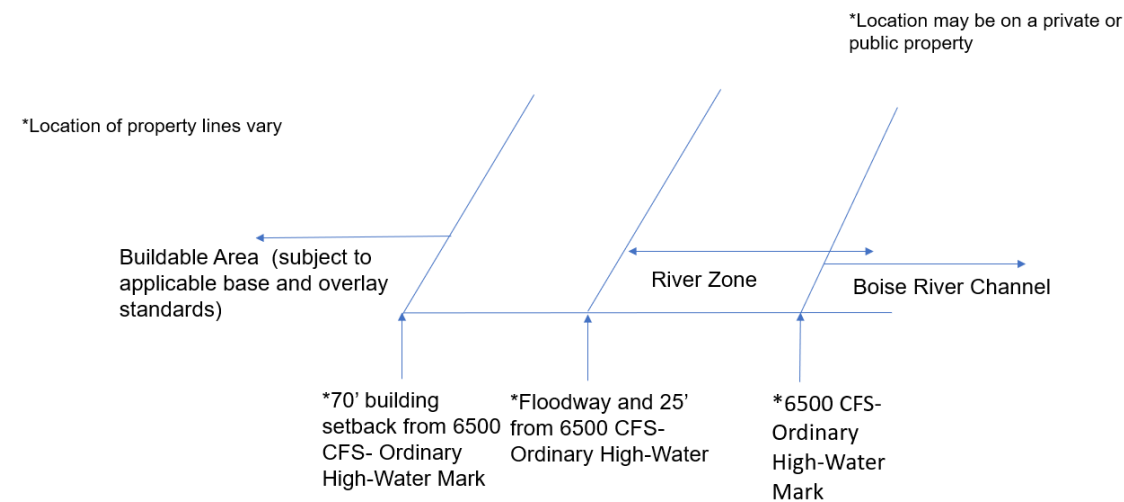 *Location may be on a private or
public property
*Location of property lines vary
Buildable Area  (subject to
applicable base and overlay
standards)
River Zone
Boise River Channel
*70’ building
setback from 6500
CFS- Ordinary
High-Water Mark
*Floodway and 25’
from 6500 CFS-
Ordinary High-Water
*6500 CFS-
Ordinary
High-Water
Mark